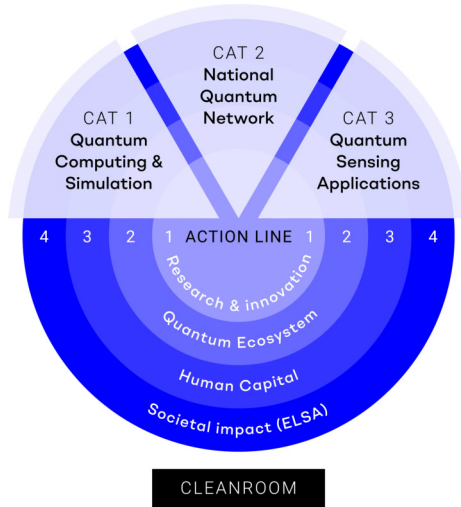 CAT 2
National
Quantum
Network
CAT 1
Quantum
Computing &
Simulation
CAT 3
Quantum
Sensing
Applications
4 3 2 1 ACTION LINE 1 2 3 4
Research & innovation
Quantum Ecosystem
Human Capital
Societal impact (ELSA)
CLEANROOM